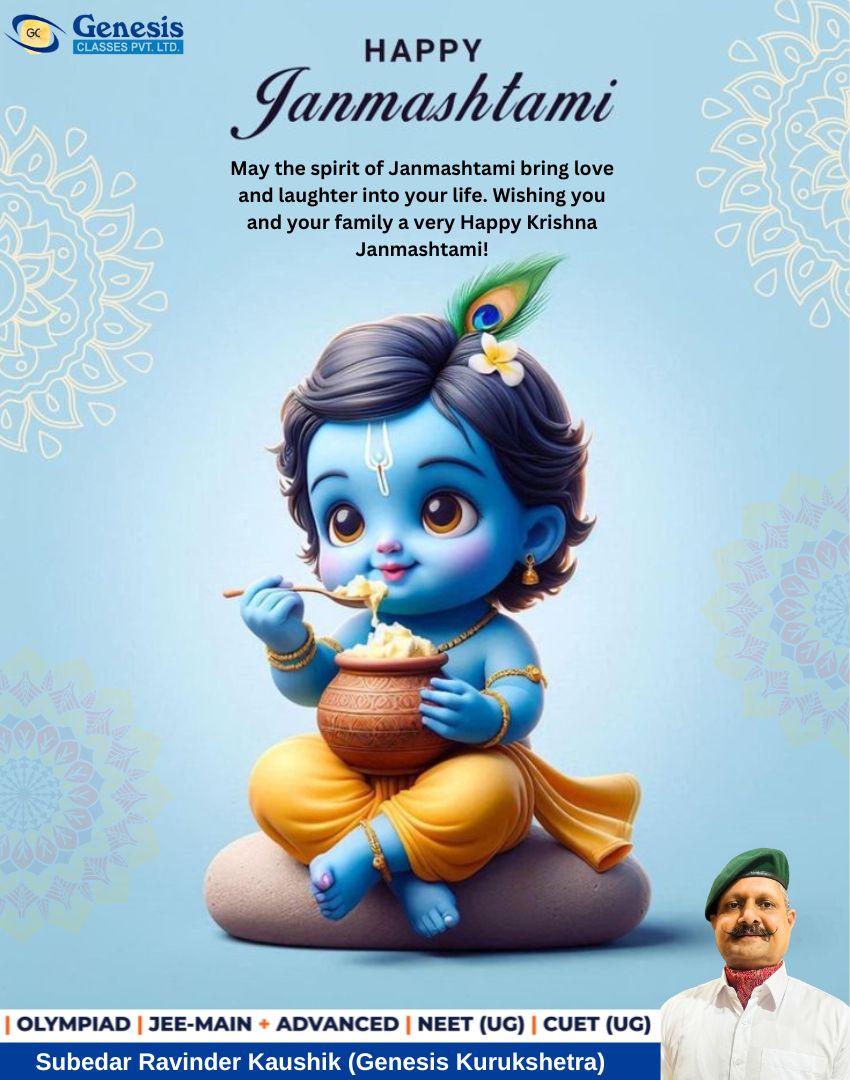 GC Genesis
CLASSES PVT. LTD.
HAPPY
Janmashtami
May the spirit of Janmashtami bring love
and laughter into your life. Wishing you
and your family a very Happy Krishna
Janmashtami!
| OLYMPIAD | JEE-MAIN + ADVANCED | NEET (UG) | CUET (UG)
Subedar Ravinder Kaushik (Genesis Kurukshetra)